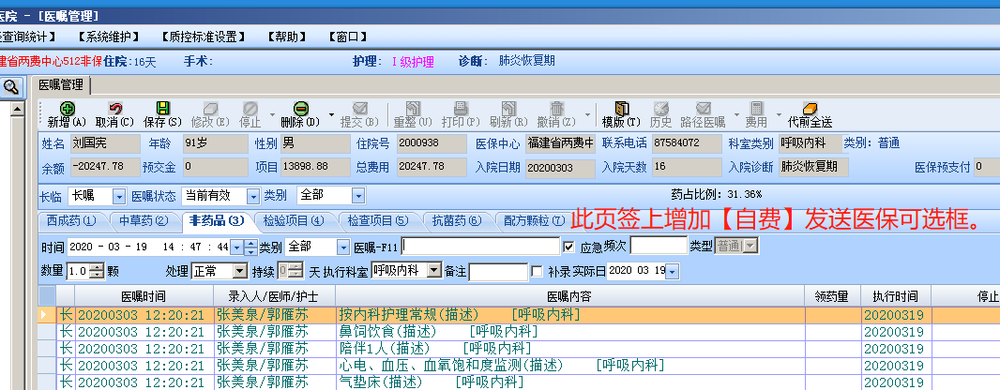 医院 - [医嘱管理]
查询统计】 【系统维护】 【质控标准设置】 【帮助】 【窗口】
建省两费中心512非保住院:16天 手术: 护理: I级护理 诊断: 肺炎恢复期
医嘱管理
新增(A) 取消(C) 保存(S) 修改(E) 停止 删除(D) 提交(B) 重整(U) 打印(P) 刷新(R) 撤消(Z) 模版(T) 历史 路径医嘱 费用 代前全送
姓名 刘国宪 年龄 91岁 性别 男 住院号 2000938 医保中心 福建省两费中 联系电话 87584072 科室类别 呼吸内科 类别: 普通
余额 -20247.78 预交金 0 项目 13898.88 总费用 20247.78 入院日期 20200303 入院天数 16 入院诊断 肺炎恢复期 医保预支付 0
长临 长嘱 医嘱状态 当前有效 类别 全部 药占比例: 31.36%
西成药(1) 中草药(2) 非药品(3) 检验项目(4) 检查项目(5) 抗菌药(6) 配方颗粒(7) 此页签上增加【自费】发送医保可选框。
时间 2020 - 03 - 19 14 : 47 : 44 类别 全部 医嘱-F11 应急 频次 类型 普通
数量 1.0 颗 处理 正常 持续 0 天 执行科室 呼吸内科 备注 补录 实际日 2020 03 19
医嘱时间 录入人/医师/护士 医嘱内容 领药量 执行时间 停止
长 20200303 12:20:21 张美泉/郭雁苏 按内科护理常规(描述) [呼吸内科] 20200319
长 20200303 12:20:21 张美泉/郭雁苏 鼻饲饮食(描述) [呼吸内科] 20200319
长 20200303 12:20:21 张美泉/郭雁苏 陪伴1人(描述) [呼吸内科] 20200319
长 20200303 12:20:21 张美泉/郭雁苏 心电、血压、血氧饱和度监测(描述) [呼吸内科] 20200319
长 20200303 12:20:21 张美泉/郭雁苏 气垫床(描述) [呼吸内科] 20200319